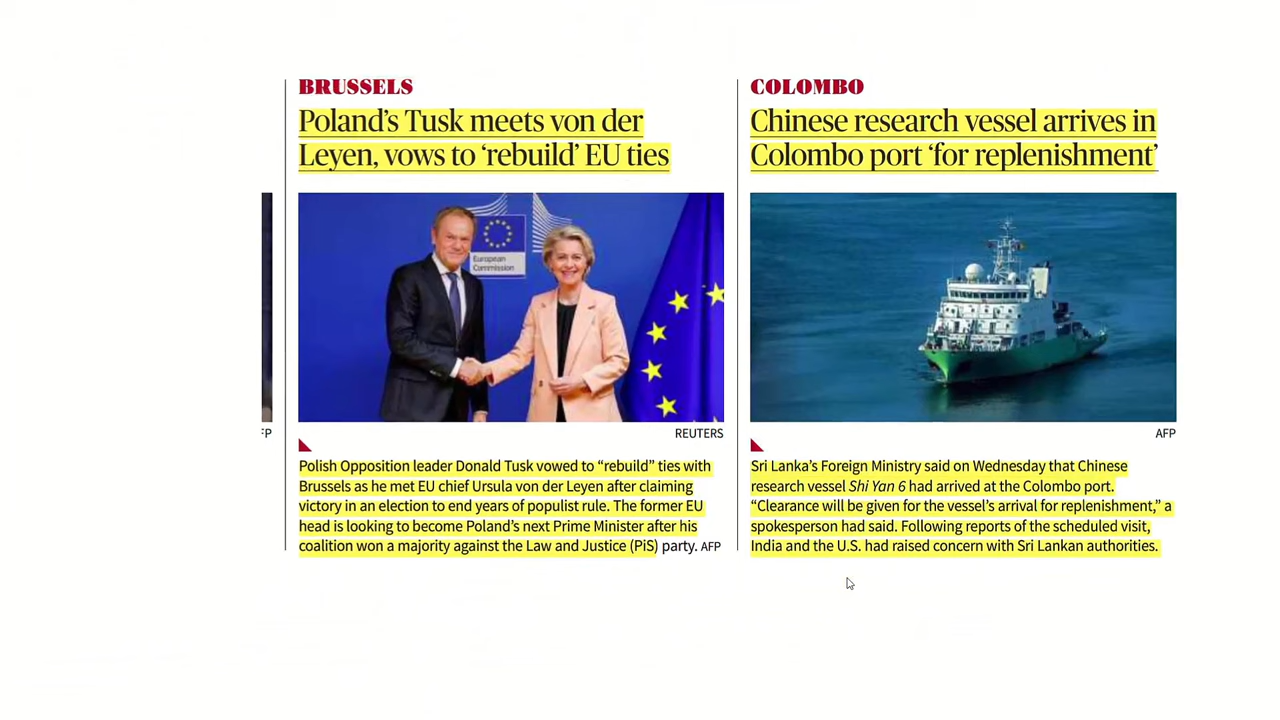 BRUSSELS
Poland's Tusk meets von der
Leyen, vows to 'rebuild' EU ties
European
Commission
FP
REUTERS
Polish Opposition leader Donald Tusk vowed to “rebuild” ties with
Brussels as he met EU chief Ursula von der Leyen after claiming
victory in an election to end years of populist rule. The former EU
head is looking to become Poland's next Prime Minister after his
coalition won a majority against the Law and Justice (PiS) party. AFP
COLOMBO
Chinese research vessel arrives in
Colombo port ‘for replenishment’
AFP
Sri Lanka's Foreign Ministry said on Wednesday that Chinese
research vessel Shi Yan 6 had arrived at the Colombo port.
“Clearance will be given for the vessel's arrival for replenishment,” a
spokesperson had said. Following reports of the scheduled visit,
India and the U.S. had raised concern with Sri Lankan authorities.